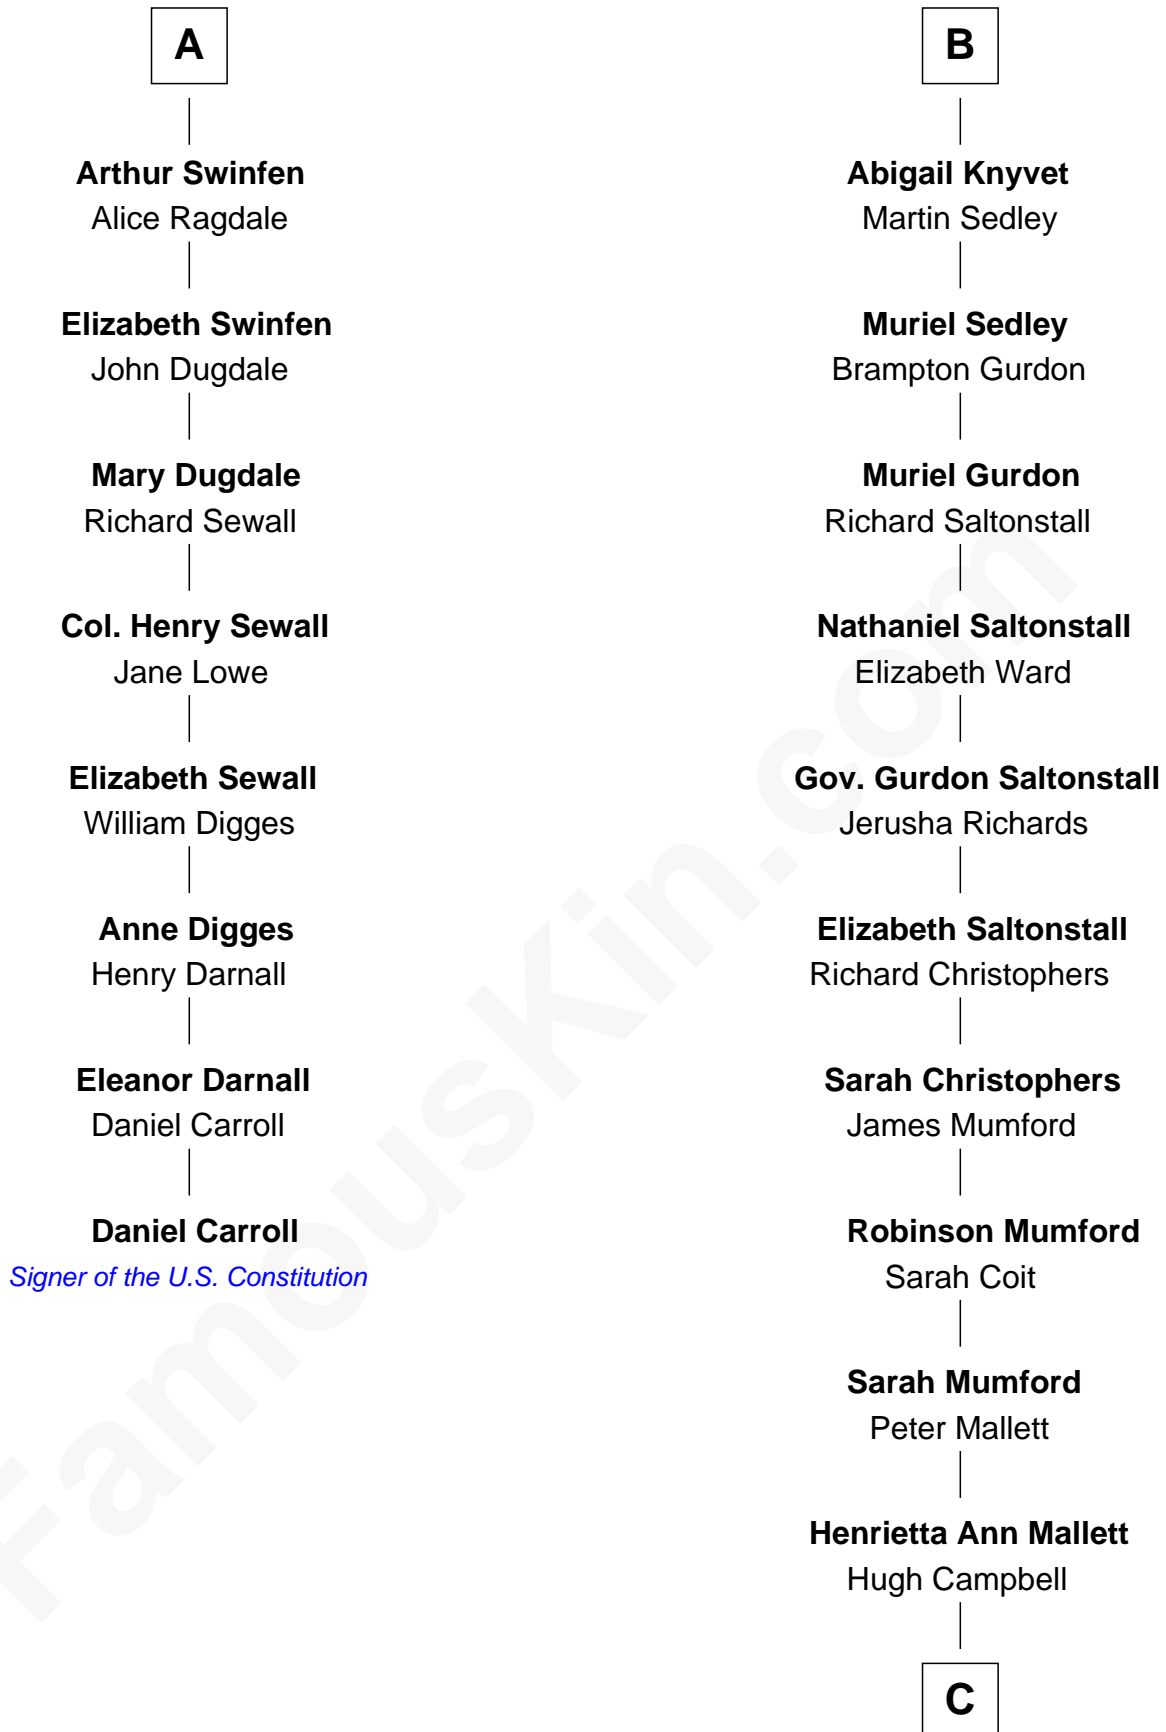 A
Arthur Swinfen
Alice Ragdale
Elizabeth Swinfen
John Dugdale
Mary Dugdale
Richard Sewall
Col. Henry Sewall
Jane Lowe
Elizabeth Sewall
William Digges
Anne Digges
Henry Darnall
Eleanor Darnall
Daniel Carroll
Daniel Carroll
Signer of the U.S. Constitution
B
Abigail Knyvet
Martin Sedley
Muriel Sedley
Brampton Gurdon
Muriel Gurdon
Richard Saltonstall
Nathaniel Saltonstall
Elizabeth Ward
Gov. Gurdon Saltonstall
Jerusha Richards
Elizabeth Saltonstall
Richard Christophers
Sarah Christophers
James Mumford
Robinson Mumford
Sarah Coit
Sarah Mumford
Peter Mallett
Henrietta Ann Mallett
Hugh Campbell
C
FamousKin.com